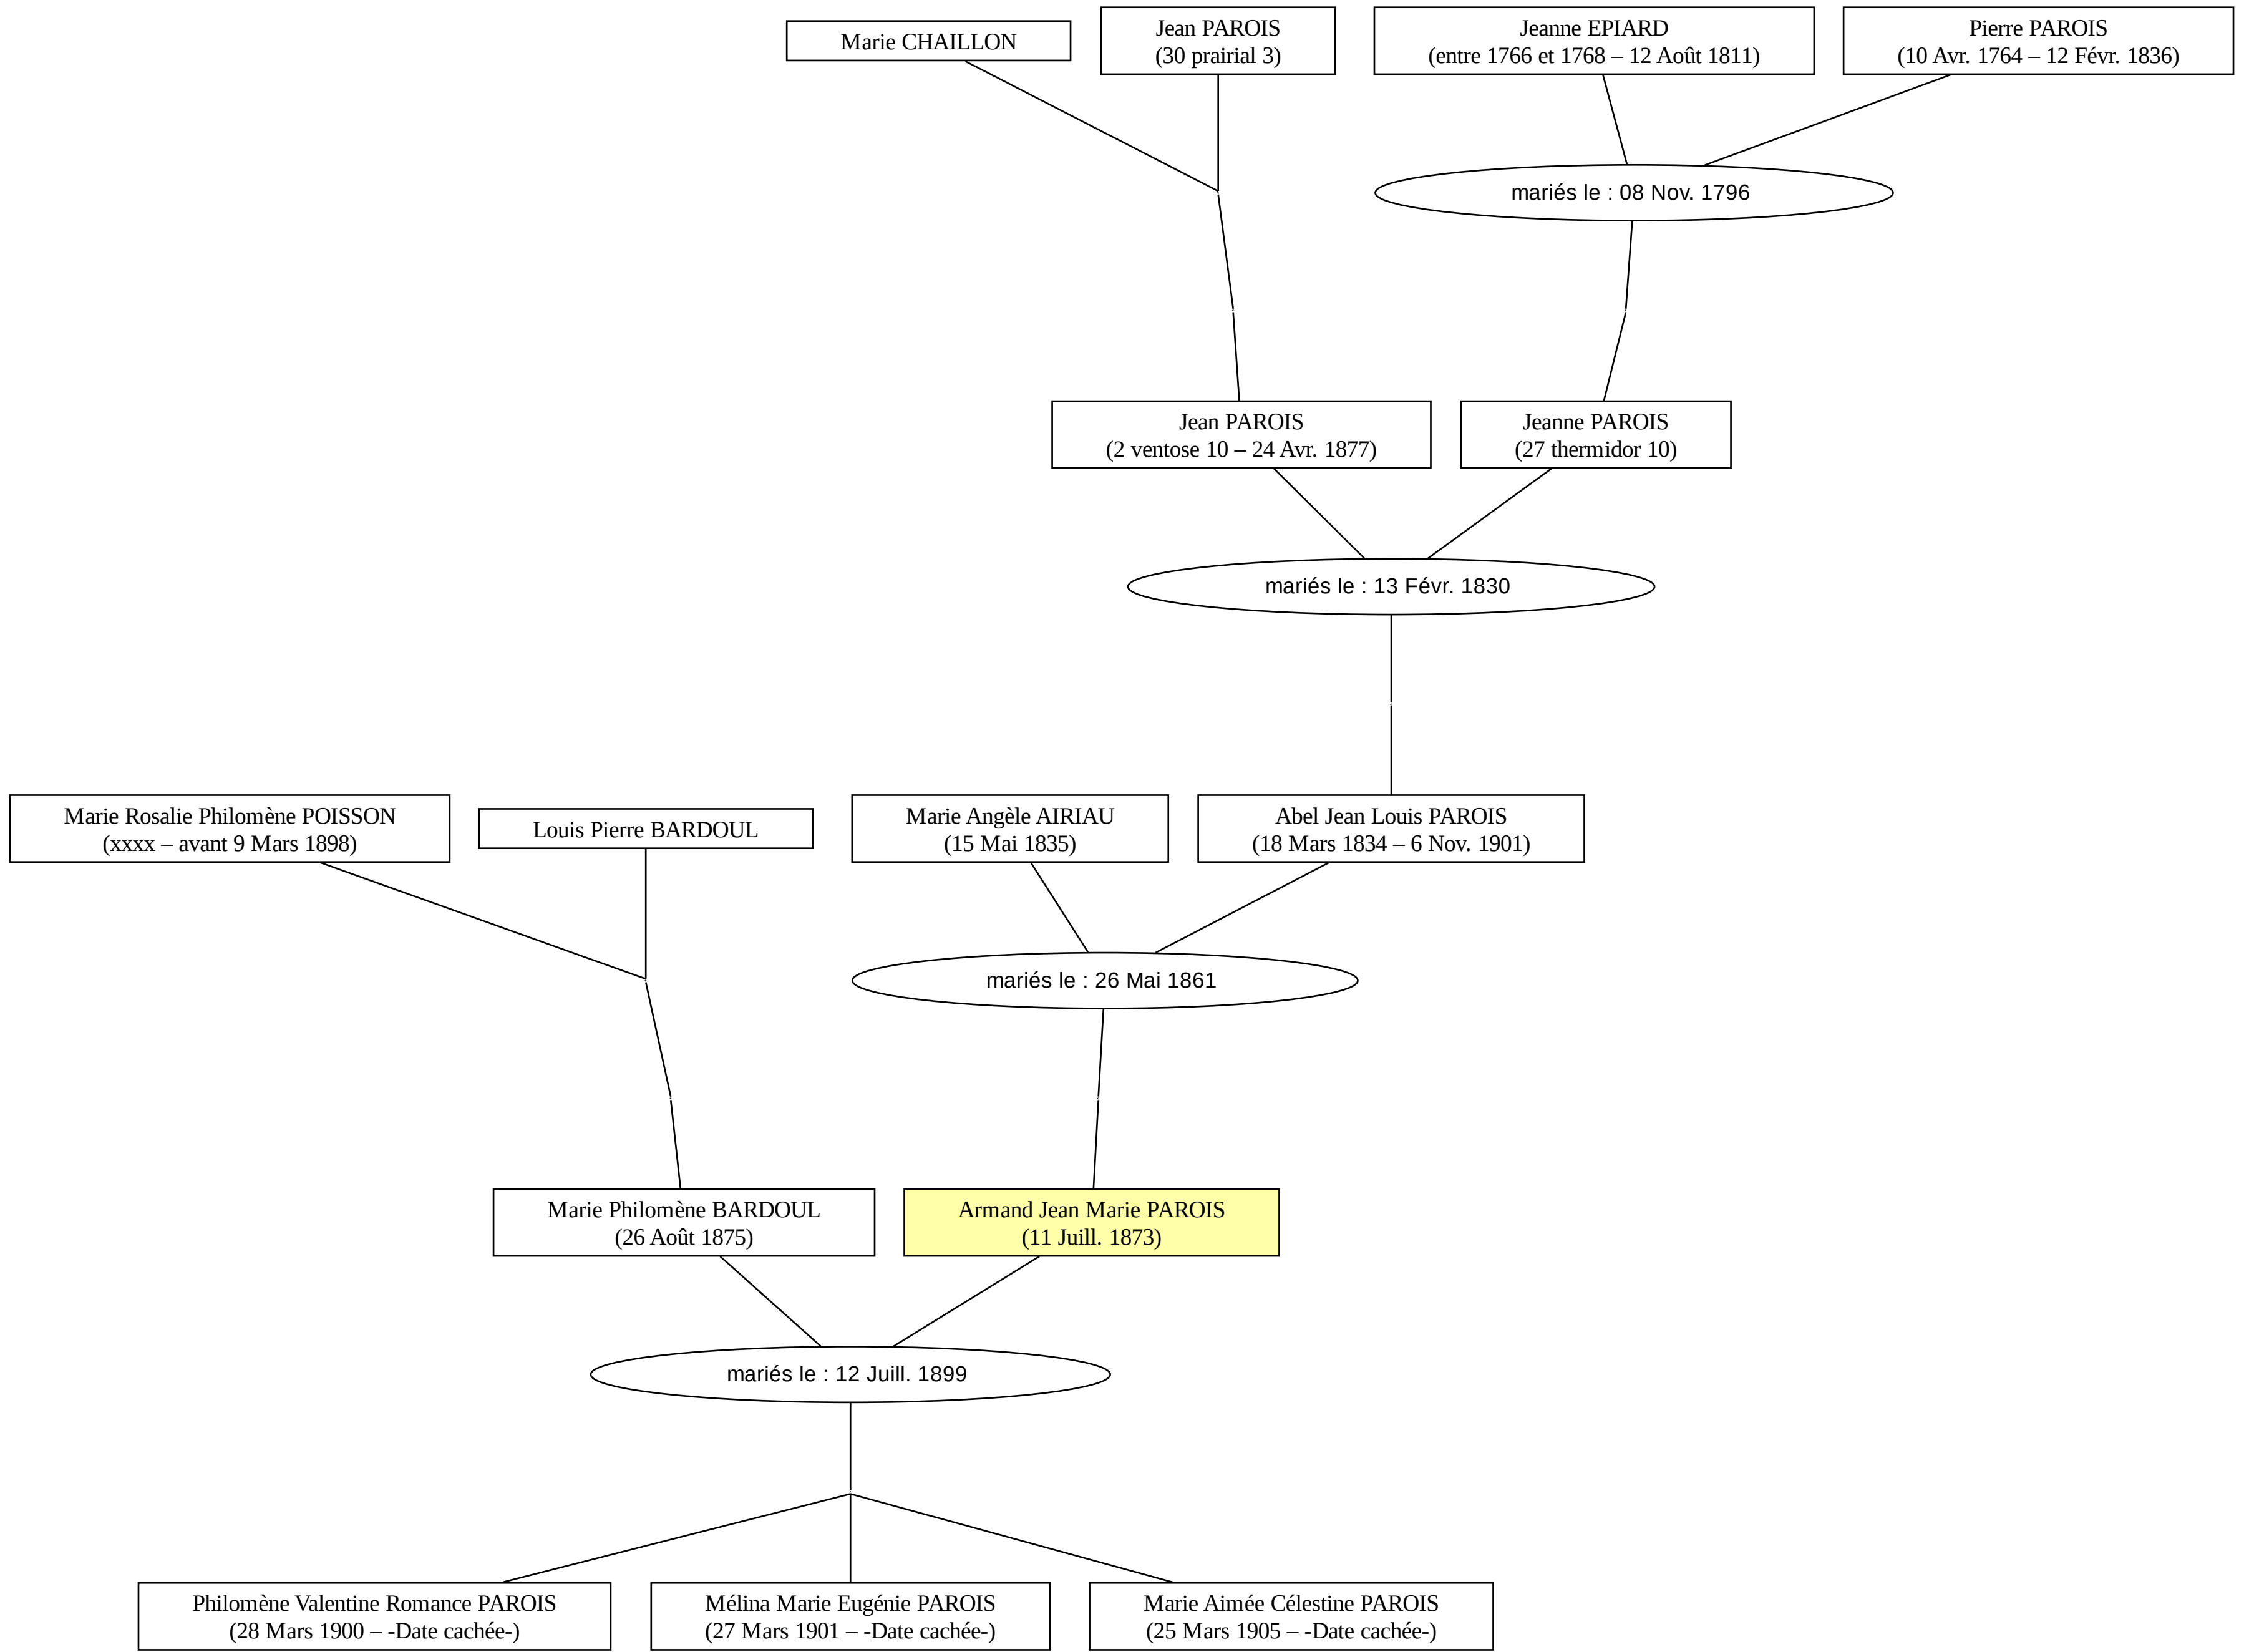 Marie CHAILLON
Jean PAROIS
(30 prairial 3)
Jeanne EPIARD
(entre 1766 et 1768 – 12 Août 1811)
Pierre PAROIS
(10 Avr. 1764 – 12 Févr. 1836)
mariés le : 08 Nov. 1796
Jean PAROIS
(2 ventose 10 – 24 Avr. 1877)
Jeanne PAROIS
(27 thermidor 10)
mariés le : 13 Févr. 1830
Marie Rosalie Philomène POISSON
(xxxx – avant 9 Mars 1898)
Louis Pierre BARDOUL
Marie Angèle AIRIAU
(15 Mai 1835)
Abel Jean Louis PAROIS
(18 Mars 1834 – 6 Nov. 1901)
mariés le : 26 Mai 1861
Marie Philomène BARDOUL
(26 Août 1875)
Armand Jean Marie PAROIS
(11 Juill. 1873)
mariés le : 12 Juill. 1899
Philomène Valentine Romance PAROIS
(28 Mars 1900 – -Date cachée-)
Mélina Marie Eugénie PAROIS
(27 Mars 1901 – -Date cachée-)
Marie Aimée Célestine PAROIS
(25 Mars 1905 – -Date cachée-)